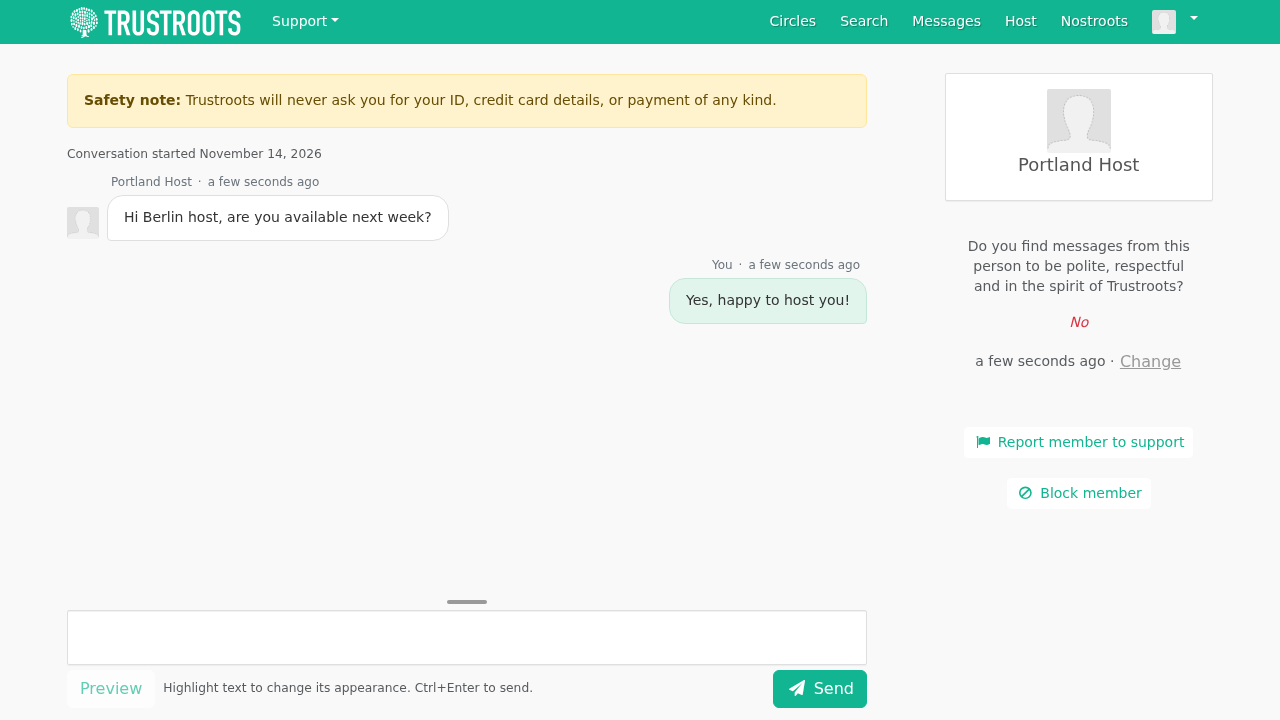 TRUSTROOTS
Support
Circles
Search
Messages
Host
Nostroots
Safety note: Trustroots will never ask you for your ID, credit card details, or payment of any kind.
Conversation started November 14, 2026
Portland Host · a few seconds ago
Hi Berlin host, are you available next week?
You · a few seconds ago
Yes, happy to host you!
Preview
Highlight text to change its appearance. Ctrl+Enter to send.
Send
Portland Host
Do you find messages from this
person to be polite, respectful
and in the spirit of Trustroots?
No
a few seconds ago · Change
Report member to support
Block member